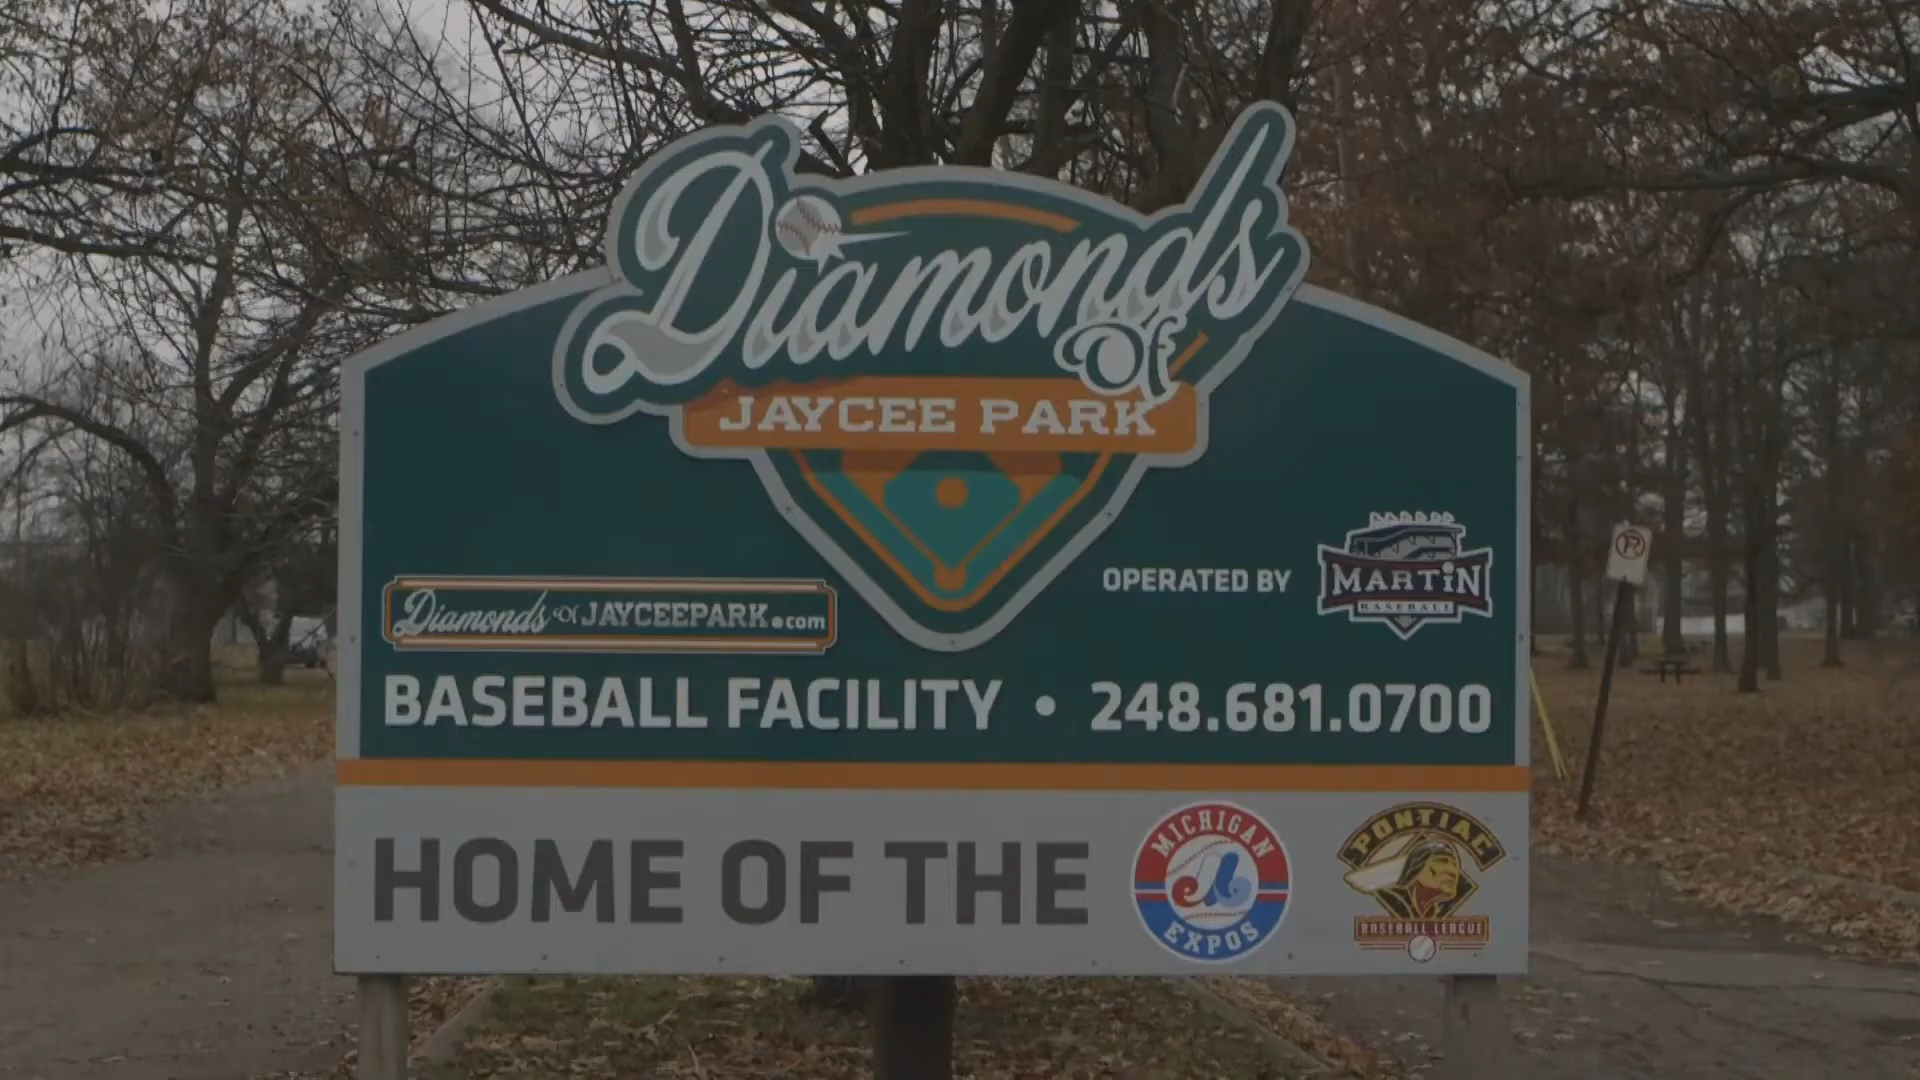 Diamonds
of
JAYCEE PARK
OPERATED BY
MARTiN
BASEBALL
Diamonds of JAYCEEPARK.com
BASEBALL FACILITY • 248.681.0700
HOME OF THE
MICHIGAN
EXPOS
PONTIAC
BASEBALL LEAGUE
P